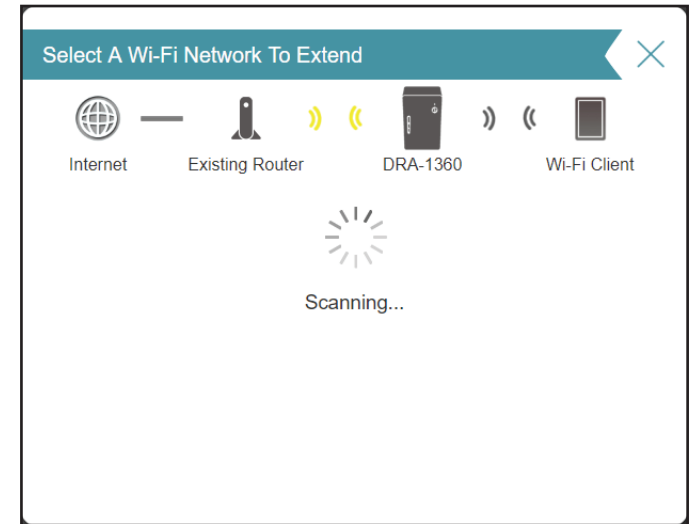 Select A Wi-Fi Network To Extend
Internet
Existing Router
DRA-1360
Wi-Fi Client
Scanning...